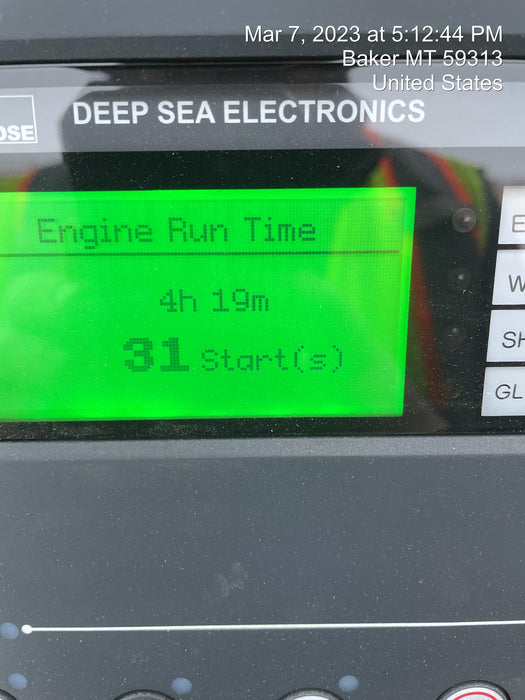 Mar 7, 2023 at 5:12:44 PM
Baker MT 59313
United States
DEEP SEA ELECTRONICS
Engine Run Time
4h 19m
31 Start(s)